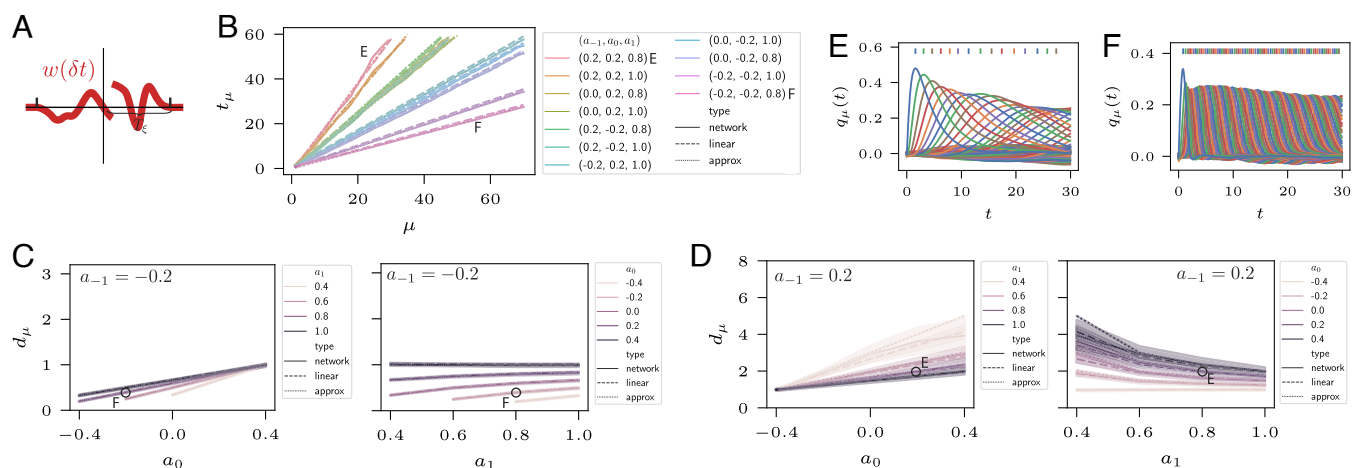 A
w(δt)
ξ
B
60
40
20
0
t_μ
E
F
0
20
40
60
μ
(a_{-1}, a_0, a_1)
(0.2, 0.2, 0.8) E
(0.2, 0.2, 1.0)
(0.0, 0.2, 0.8)
(0.0, 0.2, 1.0)
(0.2, -0.2, 0.8)
(0.2, -0.2, 1.0)
(-0.2, 0.2, 1.0)
(0.0, -0.2, 1.0)
(0.0, -0.2, 0.8)
(-0.2, -0.2, 1.0)
(-0.2, -0.2, 0.8) F
type
network
linear
approx
E
0.6
0.4
0.2
0.0
q_μ(t)
0
10
20
30
t
F
0.4
0.2
0.0
q_μ(t)
0
10
20
30
t
C
a_{-1} = −0.2
3
2
1
0
d_μ
F
−0.4
0.0
0.4
a_0
a_1
0.4
0.6
0.8
1.0
type
network
linear
approx
a_{-1} = −0.2
F
0.4
0.6
0.8
1.0
a_1
a_0
-0.4
-0.2
0.0
0.2
0.4
type
network
linear
approx
D
a_{-1} = 0.2
8
6
4
2
0
d_μ
E
−0.4
0.0
0.4
a_0
a_1
0.4
0.6
0.8
1.0
type
network
linear
approx
a_{-1} = 0.2
E
0.4
0.6
0.8
1.0
a_1
a_0
-0.4
-0.2
0.0
0.2
0.4
type
network
linear
approx